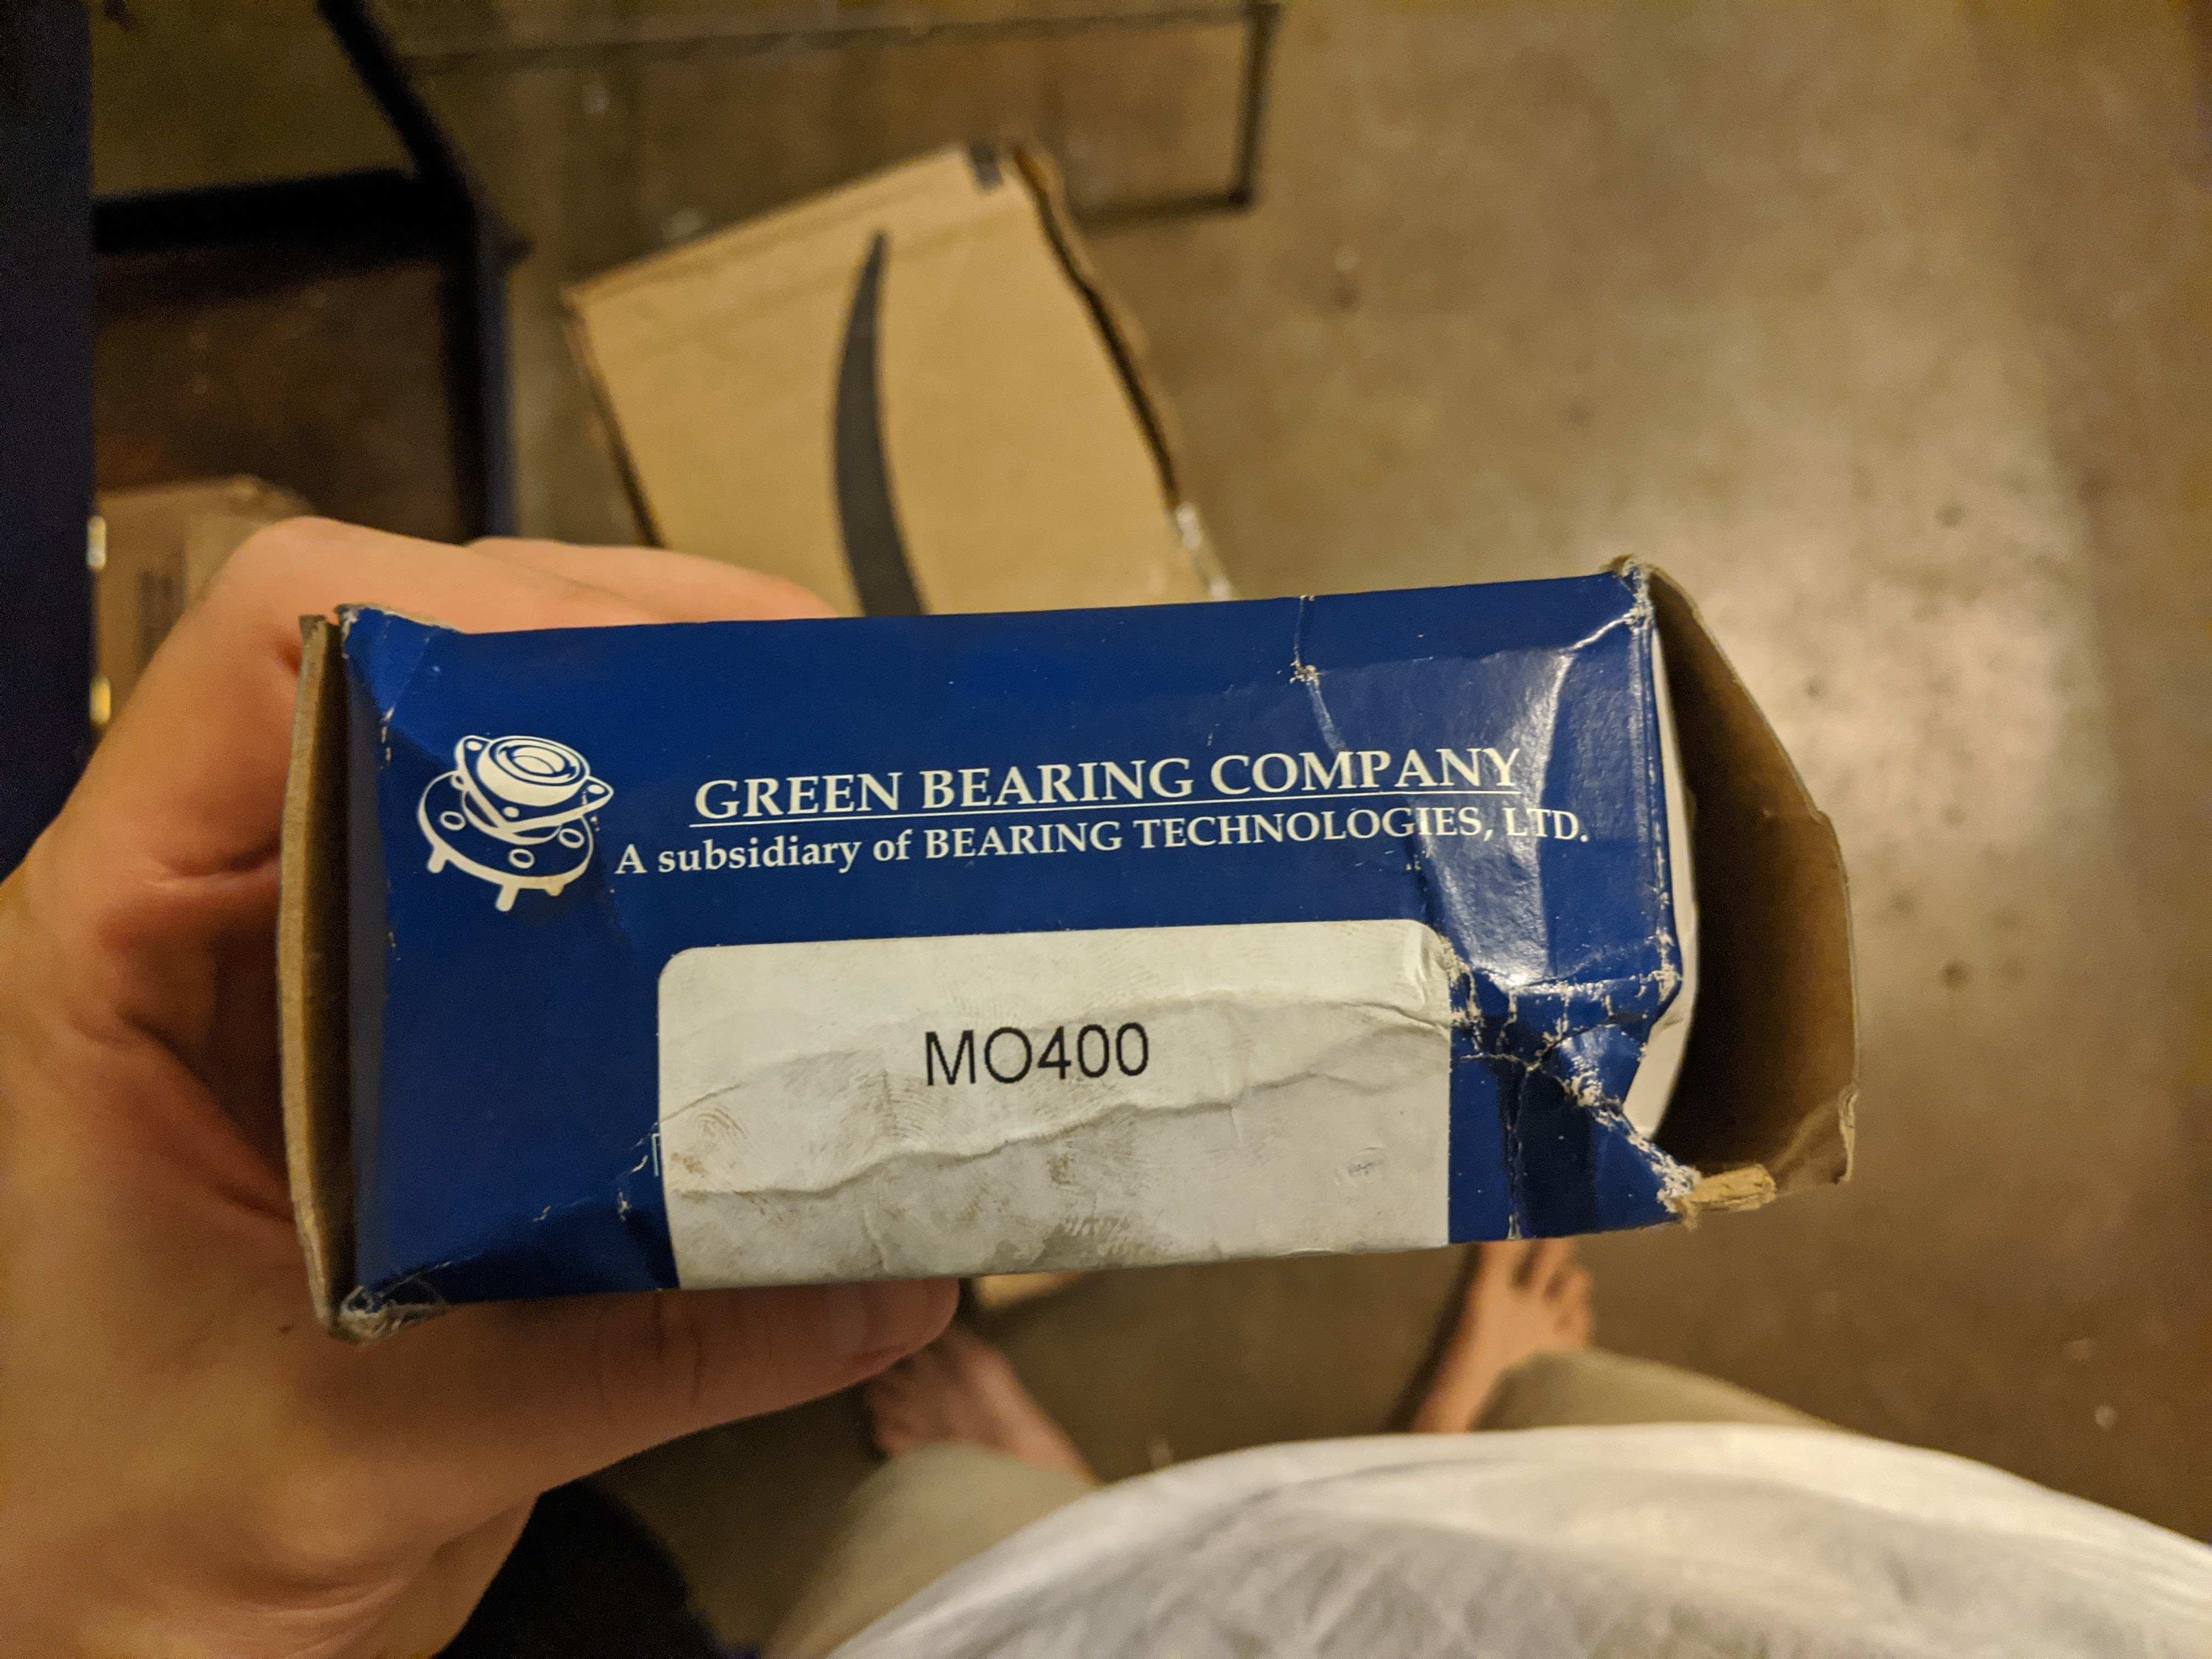 GREEN BEARING COMPANY
A subsidiary of BEARING TECHNOLOGIES, LTD.
MO400